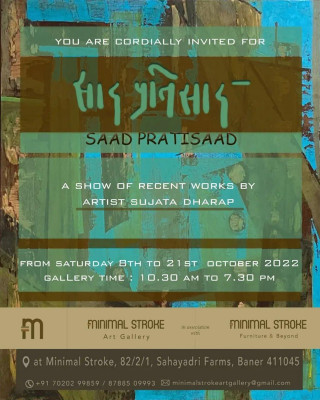 YOU ARE CORDIALLY INVITED FOR
साद प्रतिसाद
SAAD PRATISAAD
A SHOW OF RECENT WORKS BY
ARTIST SUJATA DHARAP
FROM SATURDAY 8TH TO 21ST OCTOBER 2022
GALLERY TIME : 10.30 AM TO 7.30 PM
MINIMAL STROKE
Art Gallery
in association
with
MINIMAL STROKE
Furniture & Beyond
at Minimal Stroke, 82/2/1, Sahayadri Farms, Baner 411045
+91 70202 99859 / 87885 09993 minimalstrokeartgallery@gmail.com